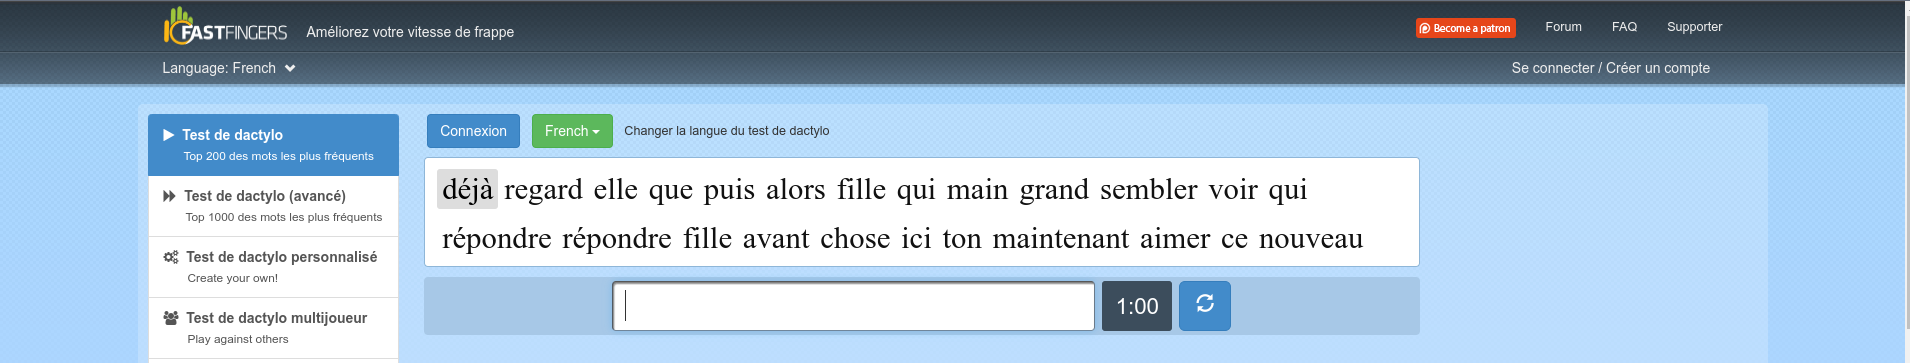 FASTFINGERS Améliorez votre vitesse de frappe
Become a patron Forum FAQ Supporter
Language: French
Se connecter / Créer un compte
Test de dactylo
Top 200 des mots les plus fréquents
Test de dactylo (avancé)
Top 1000 des mots les plus fréquents
Test de dactylo personnalisé
Create your own!
Test de dactylo multijoueur
Play against others
Connexion French Changer la langue du test de dactylo
déjà regard elle que puis alors fille qui main grand sembler voir qui
répondre répondre fille avant chose ici ton maintenant aimer ce nouveau
1:00